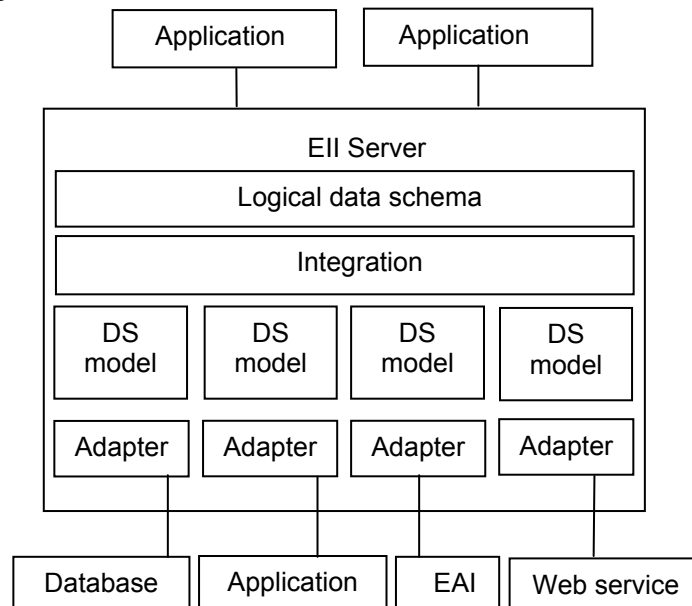 Application Application
EII Server
Logical data schema
Integration
DS DS DS DS
model model model model
Adapter Adapter Adapter Adapter
Database Application EAI Web service